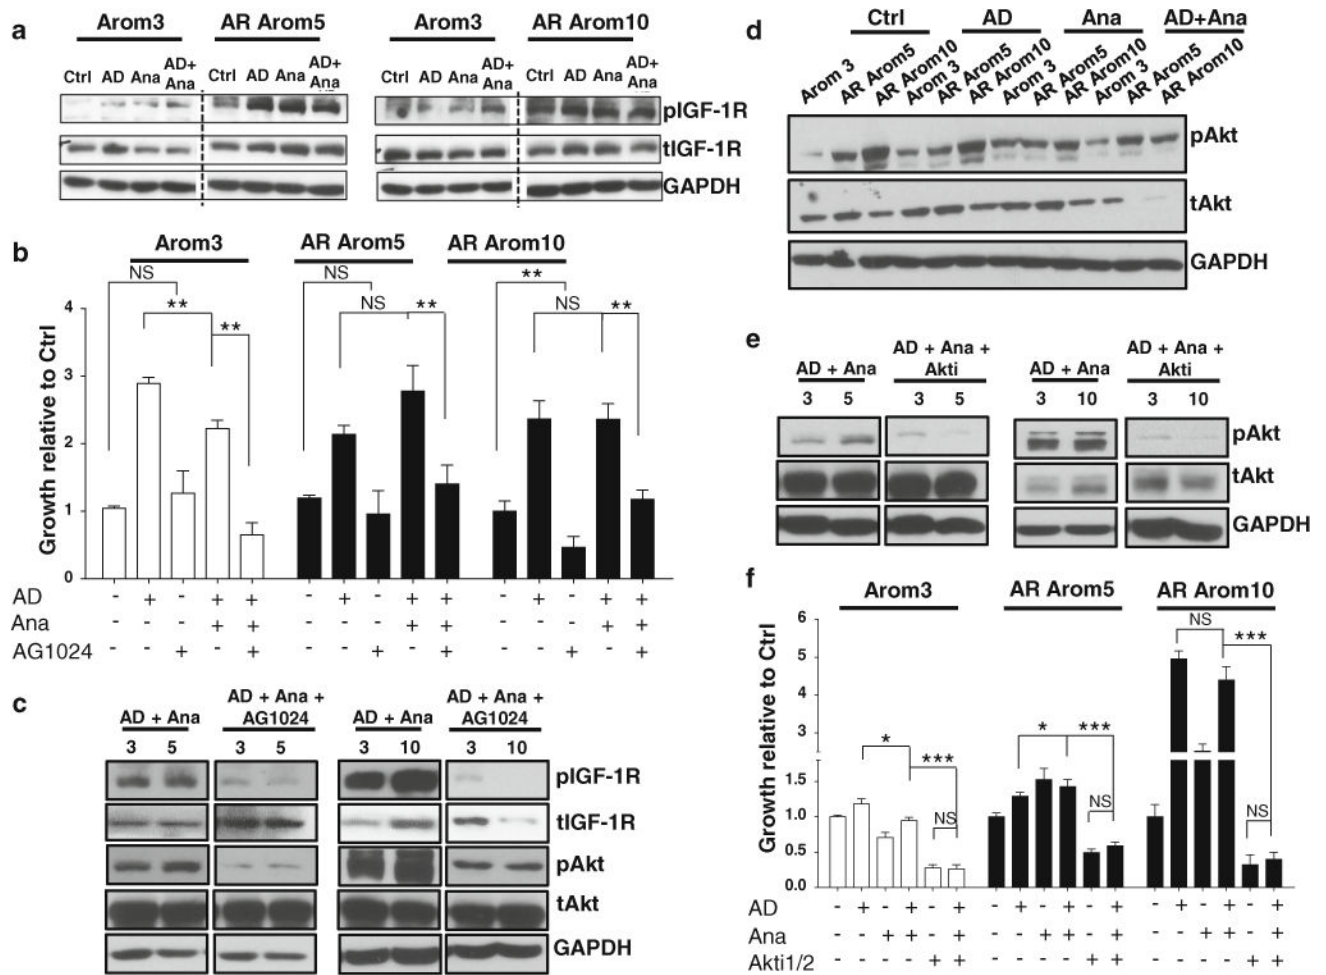 a
Arom3
AR Arom5
Ctrl AD Ana AD+ Ana
Ctrl AD Ana AD+ Ana
Arom3
AR Arom10
Ctrl AD Ana AD+ Ana
Ctrl AD Ana AD+ Ana
pIGF-1R
tIGF-1R
GAPDH
b
Arom3
AR Arom5
AR Arom10
NS
**
**
NS
NS
**
**
NS
**
Growth relative to Ctrl
4
3
2
1
0
AD - + - + + - + - + + - + - + +
Ana - - - + + - - - + + - - - + +
AG1024 - - + - + - - + - + - - + - +
c
AD + Ana
AD + Ana +
AG1024
AD + Ana
AD + Ana +
AG1024
3 5 3 5 3 10 3 10
pIGF-1R
tIGF-1R
pAkt
tAkt
GAPDH
d
Ctrl AD Ana AD+Ana
Arom 3
AR Arom5
AR Arom10
Arom 3
AR Arom5
AR Arom10
Arom 3
AR Arom5
AR Arom10
Arom 3
AR Arom5
AR Arom10
pAkt
tAkt
GAPDH
e
AD + Ana
AD + Ana +
Akti
AD + Ana
AD + Ana +
Akti
3 5 3 5 3 10 3 10
pAkt
tAkt
GAPDH
f
Arom3
AR Arom5
AR Arom10
*
***
NS
*
***
NS
NS
***
NS
Growth relative to Ctrl
6
5
4
3
1.5
1.0
0.5
0.0
AD - + - + - + - + - + - + - + - + - +
Ana - - + + - + - - + + - + - - + + - +
Akti1/2 - - - - + + - - - - + + - - - - + +